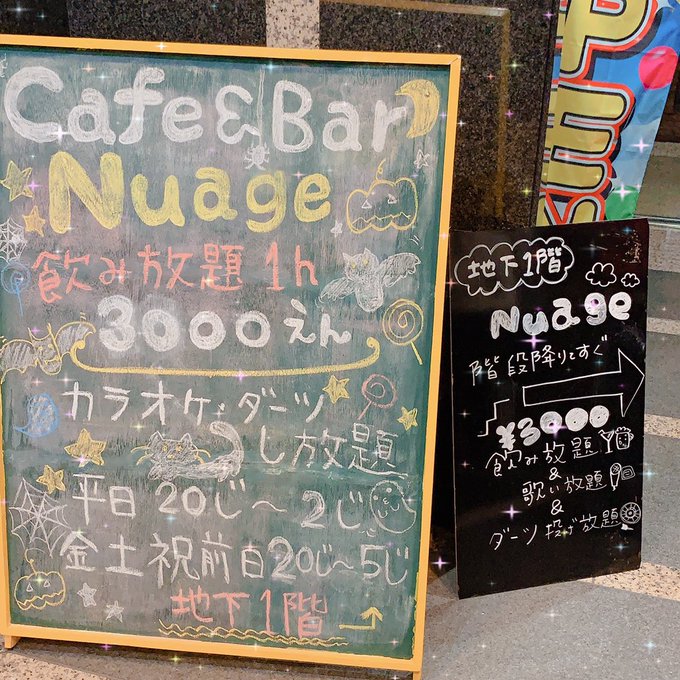 Cafe&Bar
Nuage
飲み放題 1h
3000えん
カラオケ・ダーツ
し放題
平日 20じ〜2じ
金土祝前日20じ〜5じ
地下1階
地下1階
Nuage
階段降りてすぐ
¥3000
飲み放題
&
歌い放題
&
ダーツ投げ放題